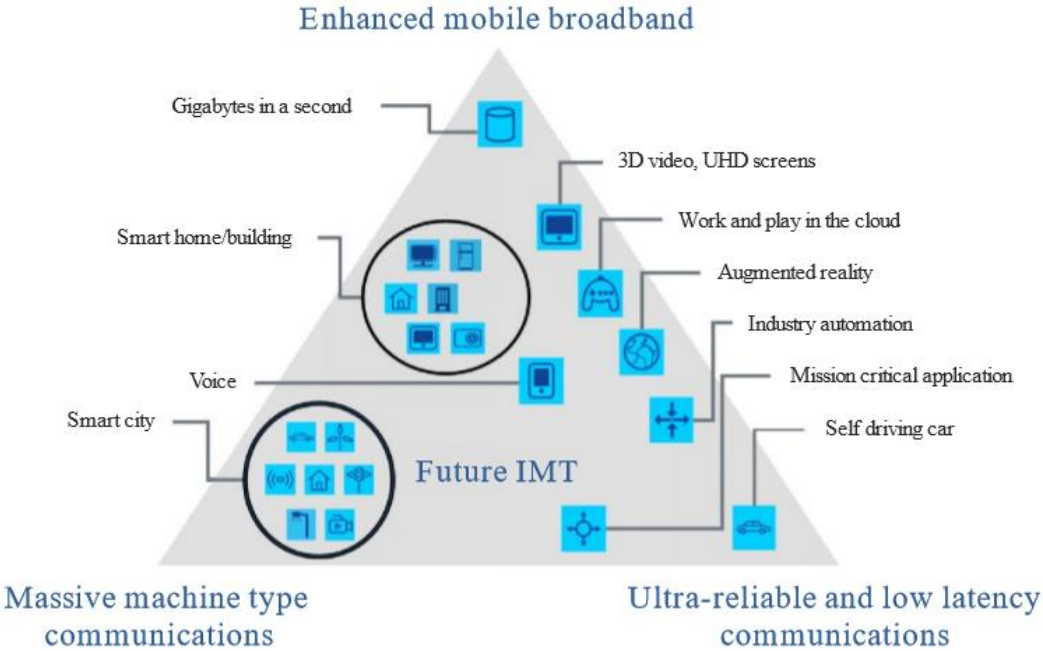 Enhanced mobile broadband
Gigabytes in a second
3D video, UHD screens
Work and play in the cloud
Smart home/building
Augmented reality
Industry automation
Voice
Mission critical application
Smart city
Self driving car
Future IMT
Massive machine type
communications
Ultra-reliable and low latency
communications